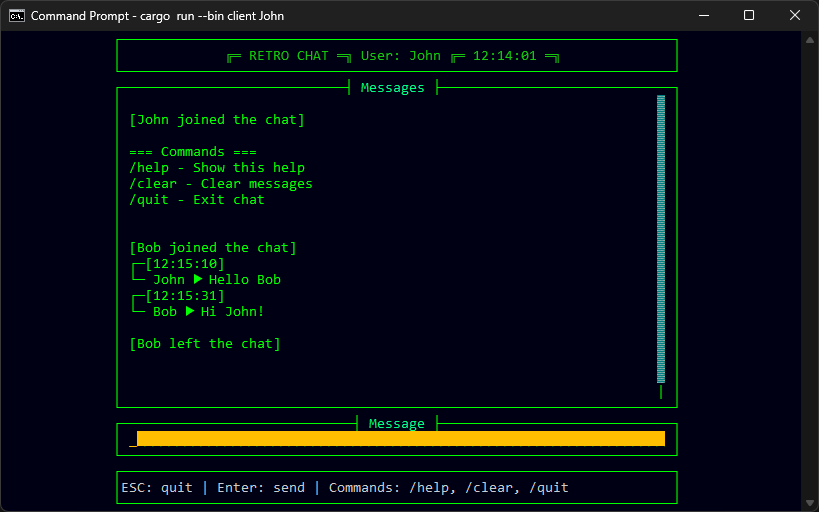 Command Prompt - cargo  run --bin client John
╔═ RETRO CHAT ═╗ User: John ╔═ 12:14:01 ═╗
Messages
[John joined the chat]
=== Commands ===
/help - Show this help
/clear - Clear messages
/quit - Exit chat
[Bob joined the chat]
┌─[12:15:10]
└─ John ► Hello Bob
┌─[12:15:31]
└─ Bob ► Hi John!
[Bob left the chat]
Message
_
ESC: quit | Enter: send | Commands: /help, /clear, /quit